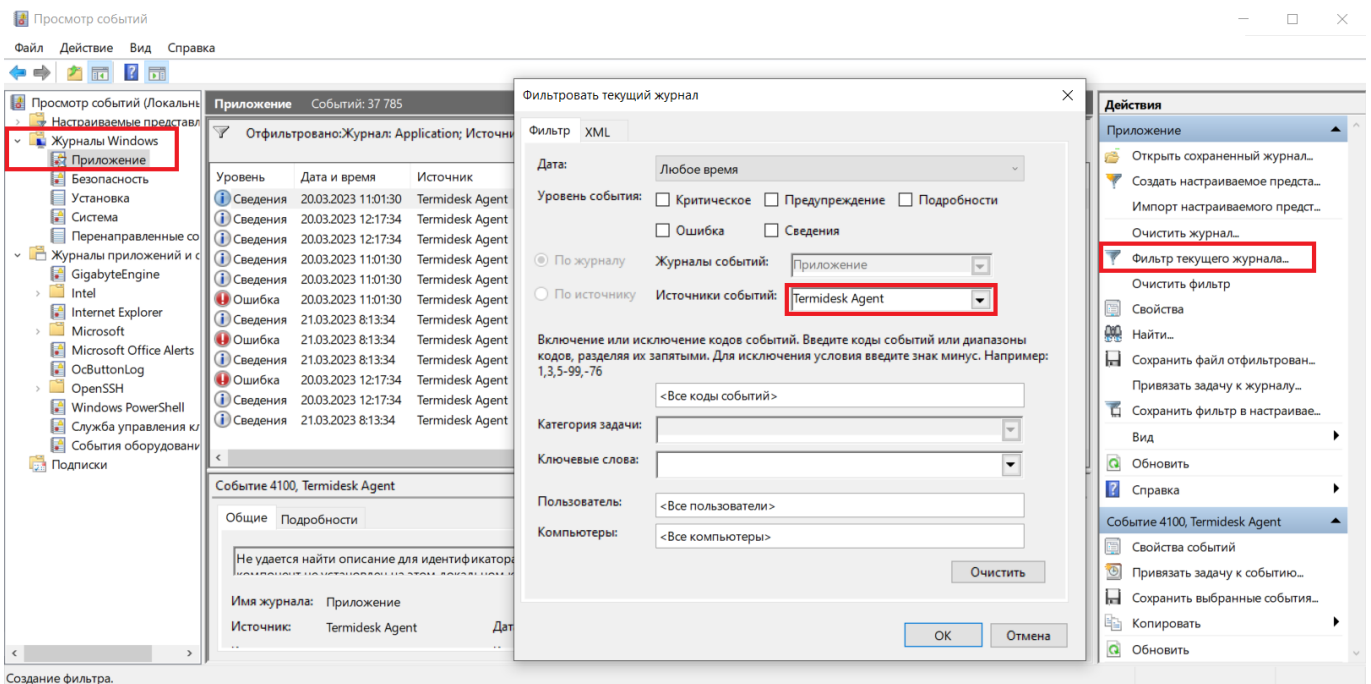 Просмотр событий
Файл Действие Вид Справка
Просмотр событий (Локальнь
Настраиваемые представл
Журналы Windows
Приложение
Безопасность
Установка
Система
Перенаправленные со
Журналы приложений и с
GigabyteEngine
Intel
Internet Explorer
Microsoft
Microsoft Office Alerts
OcButtonLog
OpenSSH
Windows PowerShell
Служба управления кл
События оборудовани
Подписки
Приложение Событий: 37 785
Отфильтровано:Журнал: Application; Источни
Уровень Дата и время Источник
Сведения 20.03.2023 11:01:30 Termidesk Agent
Сведения 20.03.2023 12:17:34 Termidesk Agent
Сведения 20.03.2023 12:17:34 Termidesk Agent
Сведения 20.03.2023 11:01:30 Termidesk Agent
Сведения 20.03.2023 11:01:30 Termidesk Agent
Ошибка 20.03.2023 11:01:30 Termidesk Agent
Сведения 21.03.2023 8:13:34 Termidesk Agent
Ошибка 21.03.2023 8:13:34 Termidesk Agent
Сведения 21.03.2023 8:13:34 Termidesk Agent
Ошибка 20.03.2023 12:17:34 Termidesk Agent
Сведения 20.03.2023 12:17:34 Termidesk Agent
Сведения 21.03.2023 8:13:34 Termidesk Agent
Событие 4100, Termidesk Agent
Общие Подробности
Не удается найти описание для идентификатора
Имя журнала: Приложение
Источник: Termidesk Agent Дат
Фильтровать текущий журнал
Фильтр XML
Дата: Любое время
Уровень события: Критическое Предупреждение Подробности
Ошибка Сведения
По журналу Журналы событий: Приложение
По источнику Источники событий: Termidesk Agent
Включение или исключение кодов событий. Введите коды событий или диапазоны
кодов, разделяя их запятыми. Для исключения условия введите знак минус. Например:
1,3,5-99,-76
<Все коды событий>
Категория задачи:
Ключевые слова:
Пользователь: <Все пользователи>
Компьютеры: <Все компьютеры>
Очистить
ОК Отмена
Действия
Приложение
Открыть сохраненный журнал...
Создать настраиваемое предста...
Импорт настраиваемого предст...
Очистить журнал...
Фильтр текущего журнала...
Очистить фильтр
Свойства
Найти...
Сохранить файл отфильтрован...
Привязать задачу к журналу...
Сохранить фильтр в настраивае...
Вид
Обновить
Справка
Событие 4100, Termidesk Agent
Свойства событий
Привязать задачу к событию...
Сохранить выбранные события...
Копировать
Обновить
Создание фильтра.